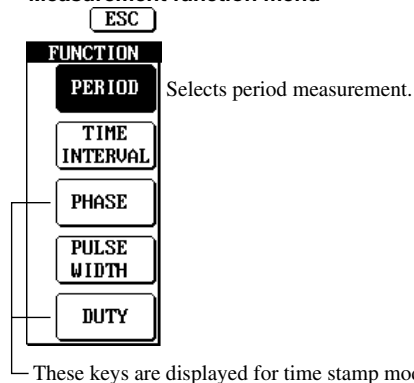 Measurement function menu
ESC
FUNCTION
PERIOD
Selects period measurement.
TIME
INTERVAL
PHASE
PULSE
WIDTH
DUTY
These keys are displayed for time stamp